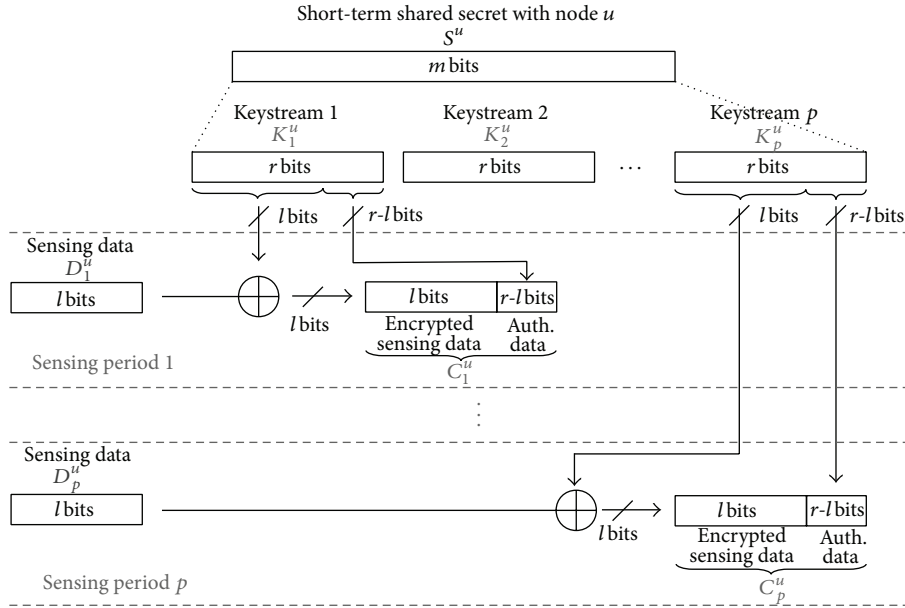 Short-term shared secret with node u
S^u
m bits
Keystream 1 Keystream 2 Keystream p
K_1^u K_2^u K_p^u
r bits r bits … r bits
l bits r-l bits l bits r-l bits
Sensing data
D_1^u
l bits l bits l bits r-l bits
Encrypted sensing data Auth. data
Sensing period 1
C_1^u
⋮
Sensing data
D_p^u
l bits l bits l bits r-l bits
Encrypted sensing data Auth. data
Sensing period p
C_p^u